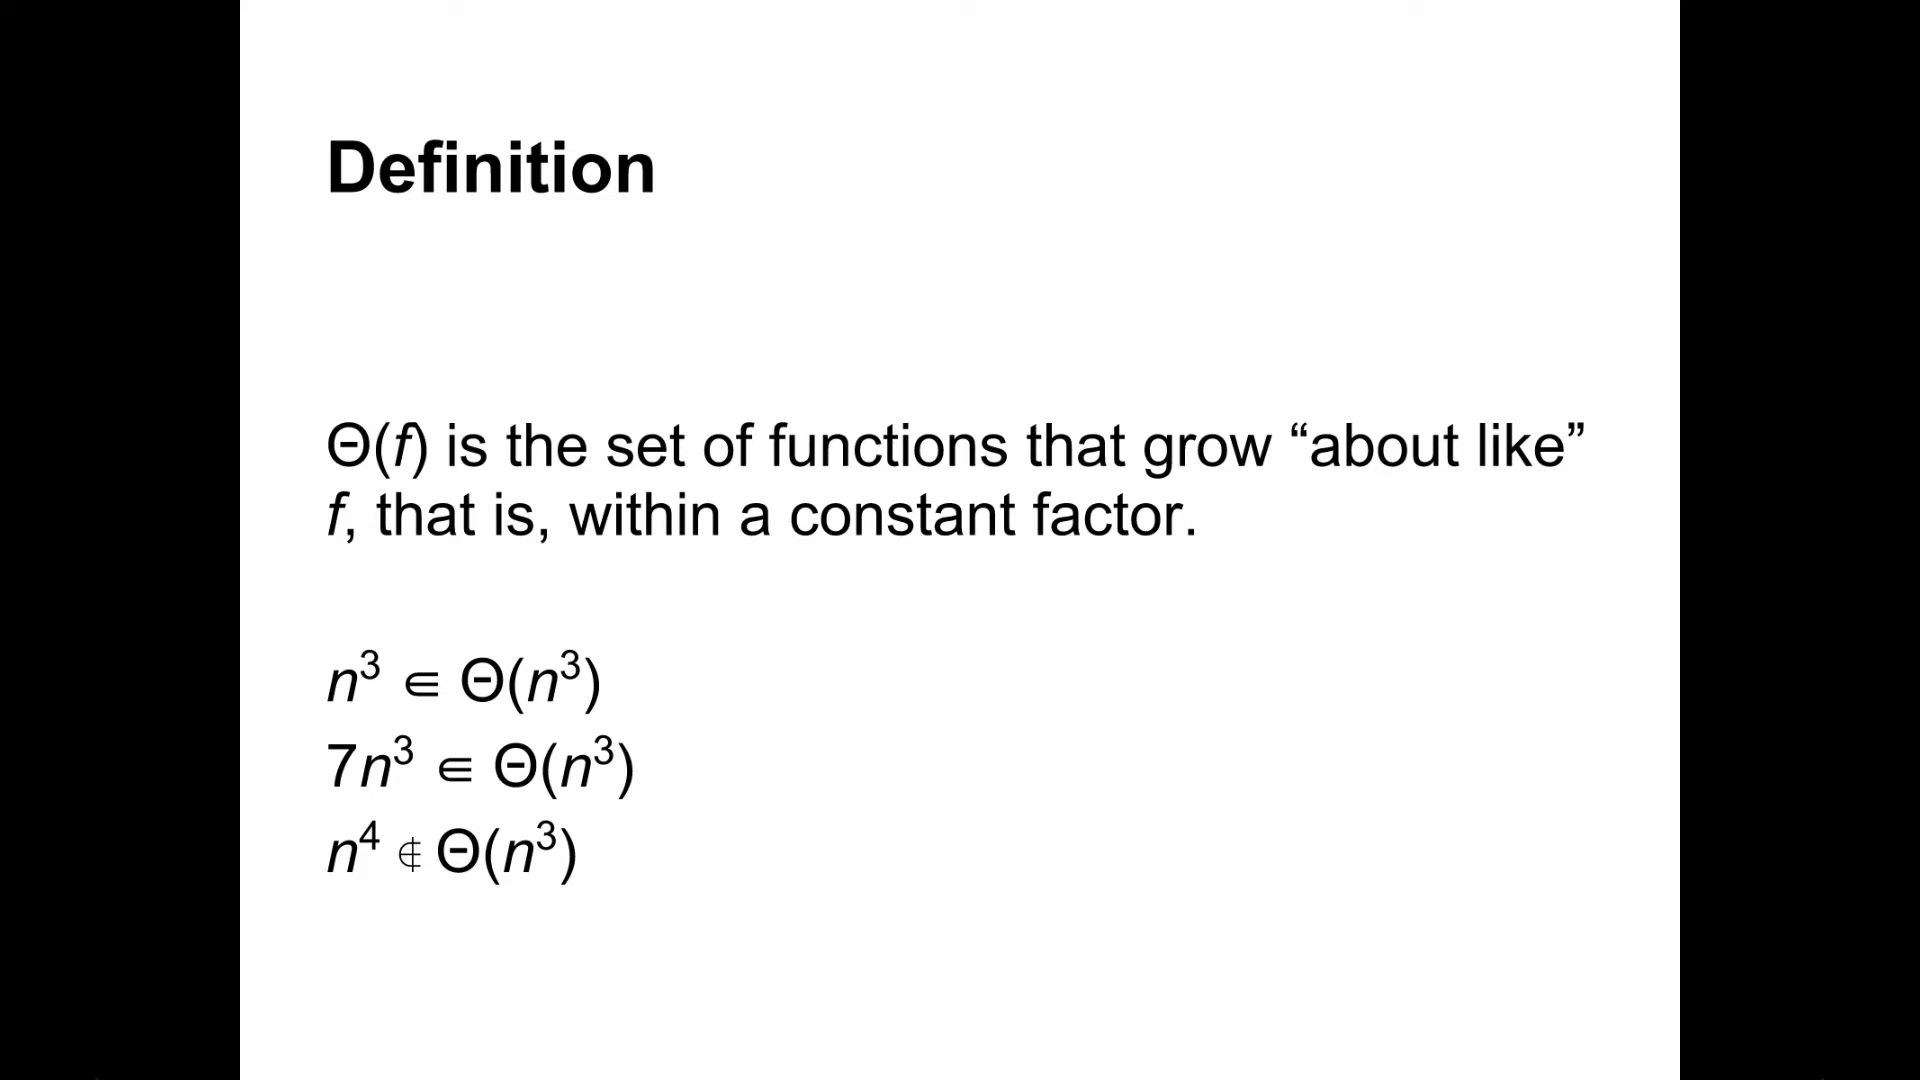 Definition
Θ(f) is the set of functions that grow “about like”
f, that is, within a constant factor.
n³ ∈ Θ(n³)
7n³ ∈ Θ(n³)
n⁴ ∉ Θ(n³)